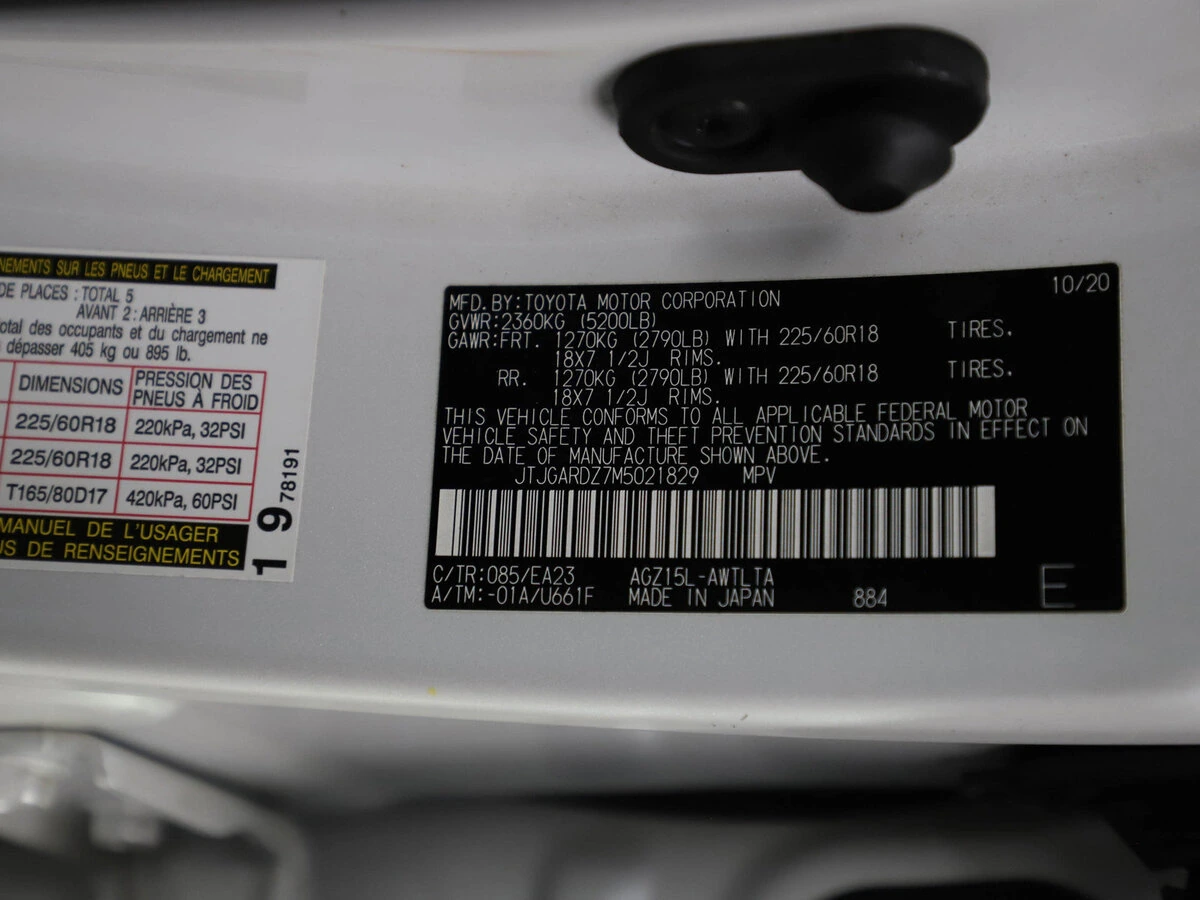 NEMENTS SUR LES PNEUS ET LE CHARGEMENT
DE PLACES : TOTAL 5
AVANT 2 : ARRIÈRE 3
total des occupants et du chargement ne
dépasser 405 kg ou 895 lb.
DIMENSIONS PRESSION DES PNEUS À FROID
225/60R18 220kPa, 32PSI
225/60R18 220kPa, 32PSI
T165/80D17 420kPa, 60PSI
MANUEL DE L'USAGER
US DE RENSEIGNEMENTS
19 78191
MFD.BY:TOYOTA MOTOR CORPORATION 10/20
GVWR:2360KG (5200LB)
GAWR:FRT. 1270KG (2790LB) WITH 225/60R18 TIRES,
18X7 1/2J RIMS.
RR. 1270KG (2790LB) WITH 225/60R18 TIRES,
18X7 1/2J RIMS.
THIS VEHICLE CONFORMS TO ALL APPLICABLE FEDERAL MOTOR
VEHICLE SAFETY AND THEFT PREVENTION STANDARDS IN EFFECT ON
THE DATE OF MANUFACTURE SHOWN ABOVE.
JTJGARDZ7M5021829 MPV
C/TR:085/EA23 AGZ15L-AWTLTA
A/TM:-01A/U661F MADE IN JAPAN 884 E